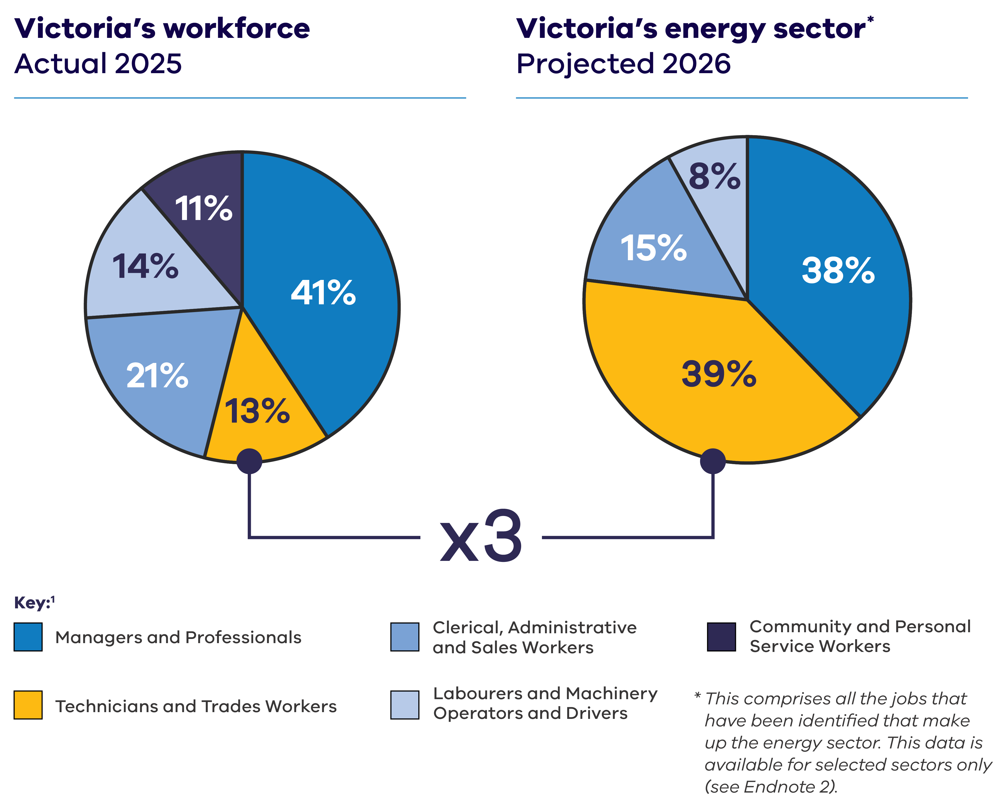 Victoria’s workforce
Actual 2025
Victoria’s energy sector*
Projected 2026
11%
14%
41%
21%
13%
8%
15%
38%
39%
x3
Key:¹
Managers and Professionals
Technicians and Trades Workers
Clerical, Administrative
and Sales Workers
Labourers and Machinery
Operators and Drivers
Community and Personal
Service Workers
* This comprises all the jobs that
have been identified that make
up the energy sector. This data is
available for selected sectors only
(see Endnote 2).